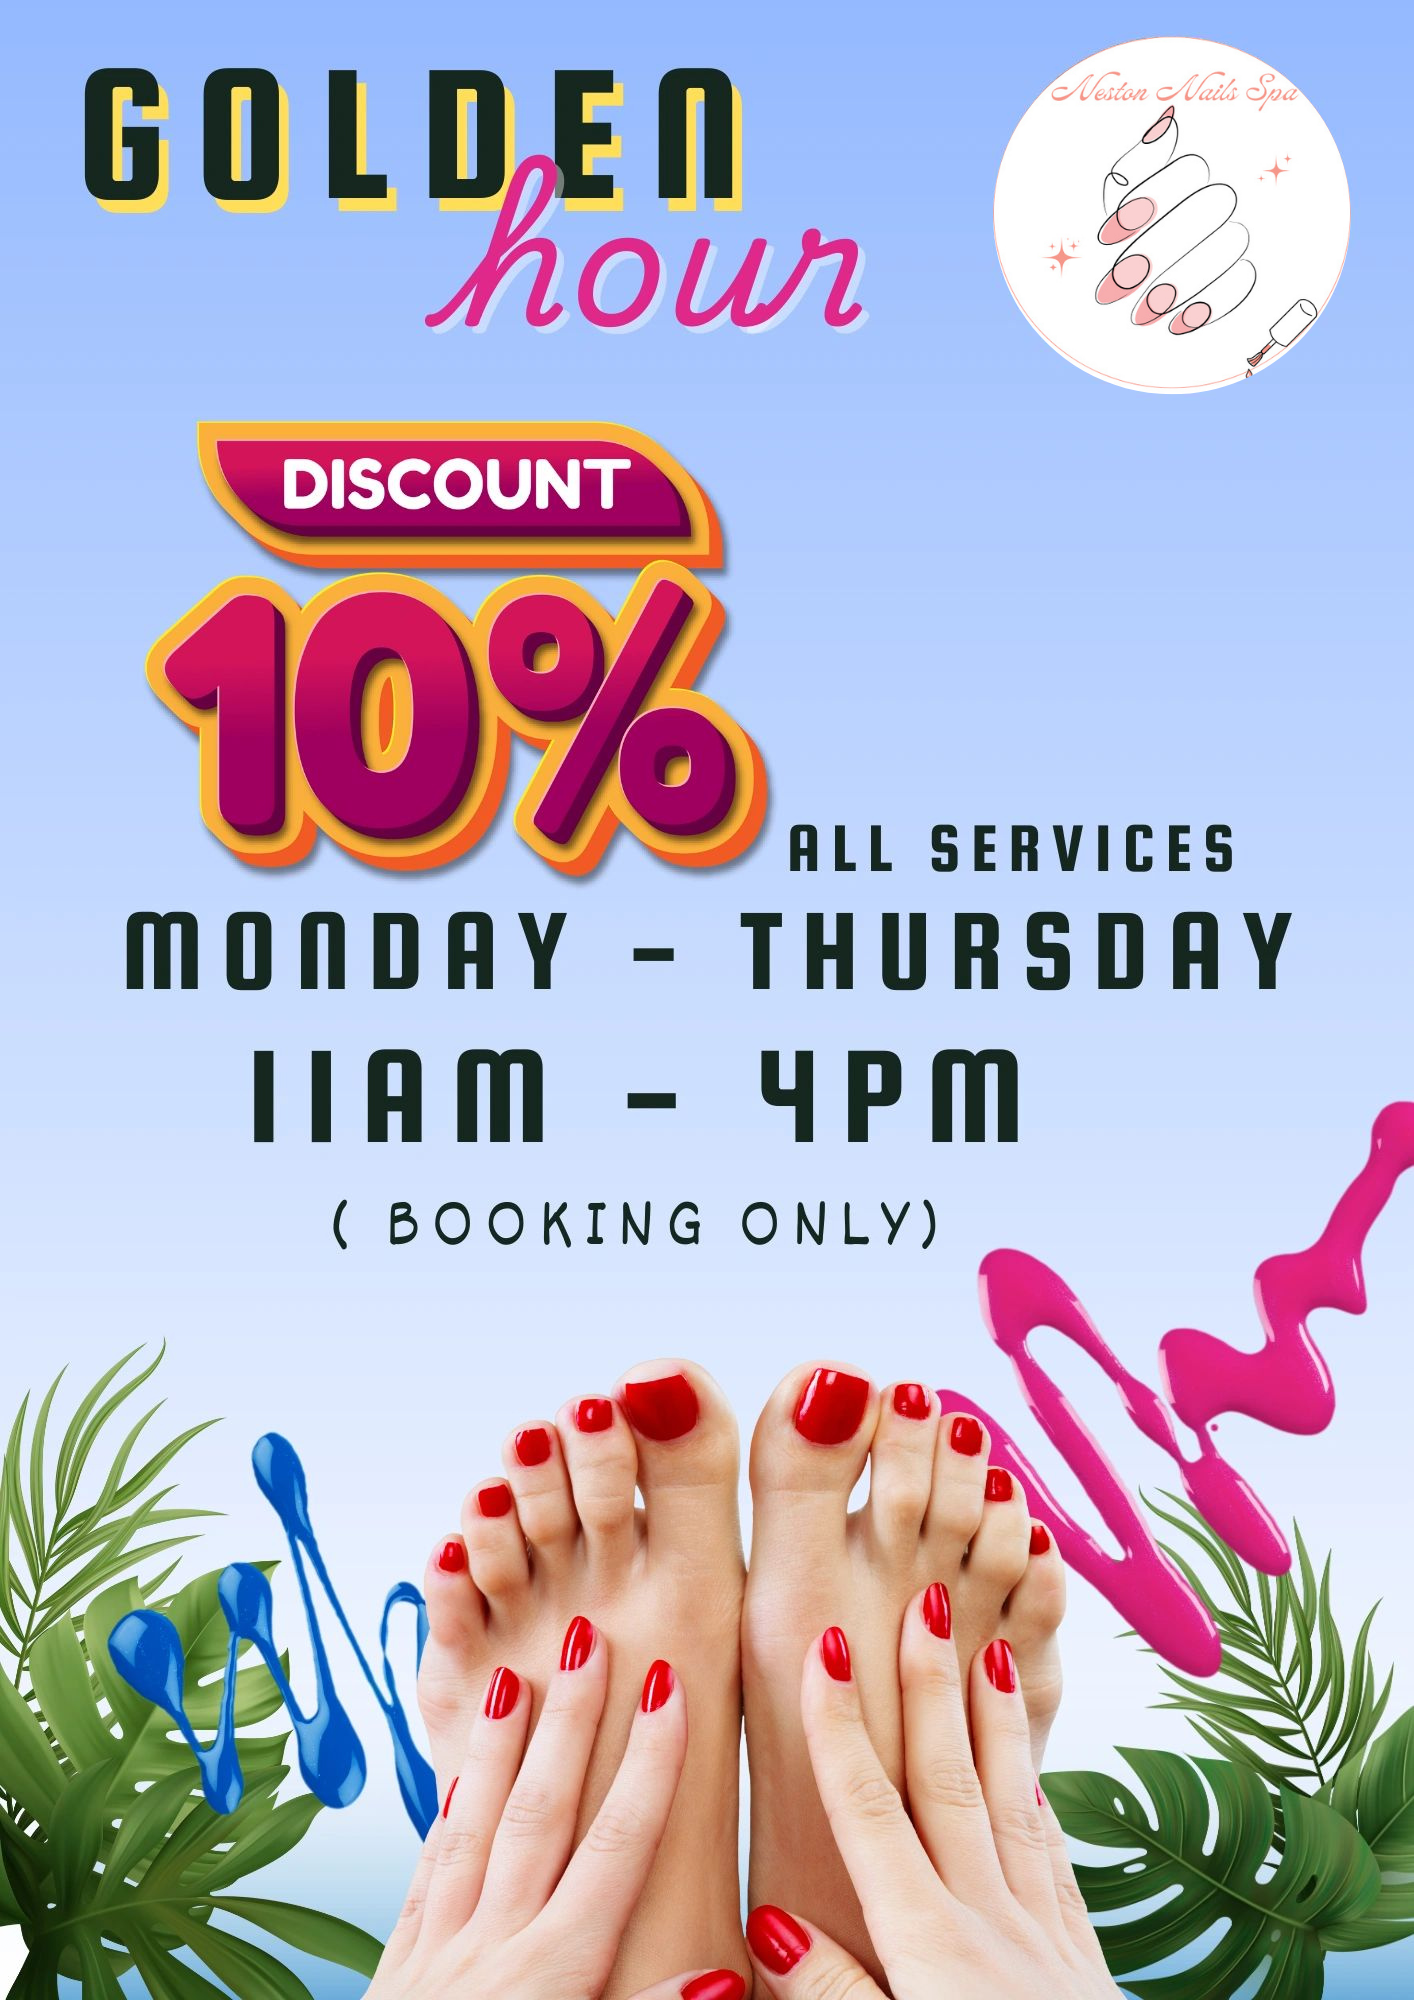 GOLDEN
hour
Neston Nails Spa
DISCOUNT
10%
ALL SERVICES
MONDAY - THURSDAY
11AM - 4PM
( BOOKING ONLY)